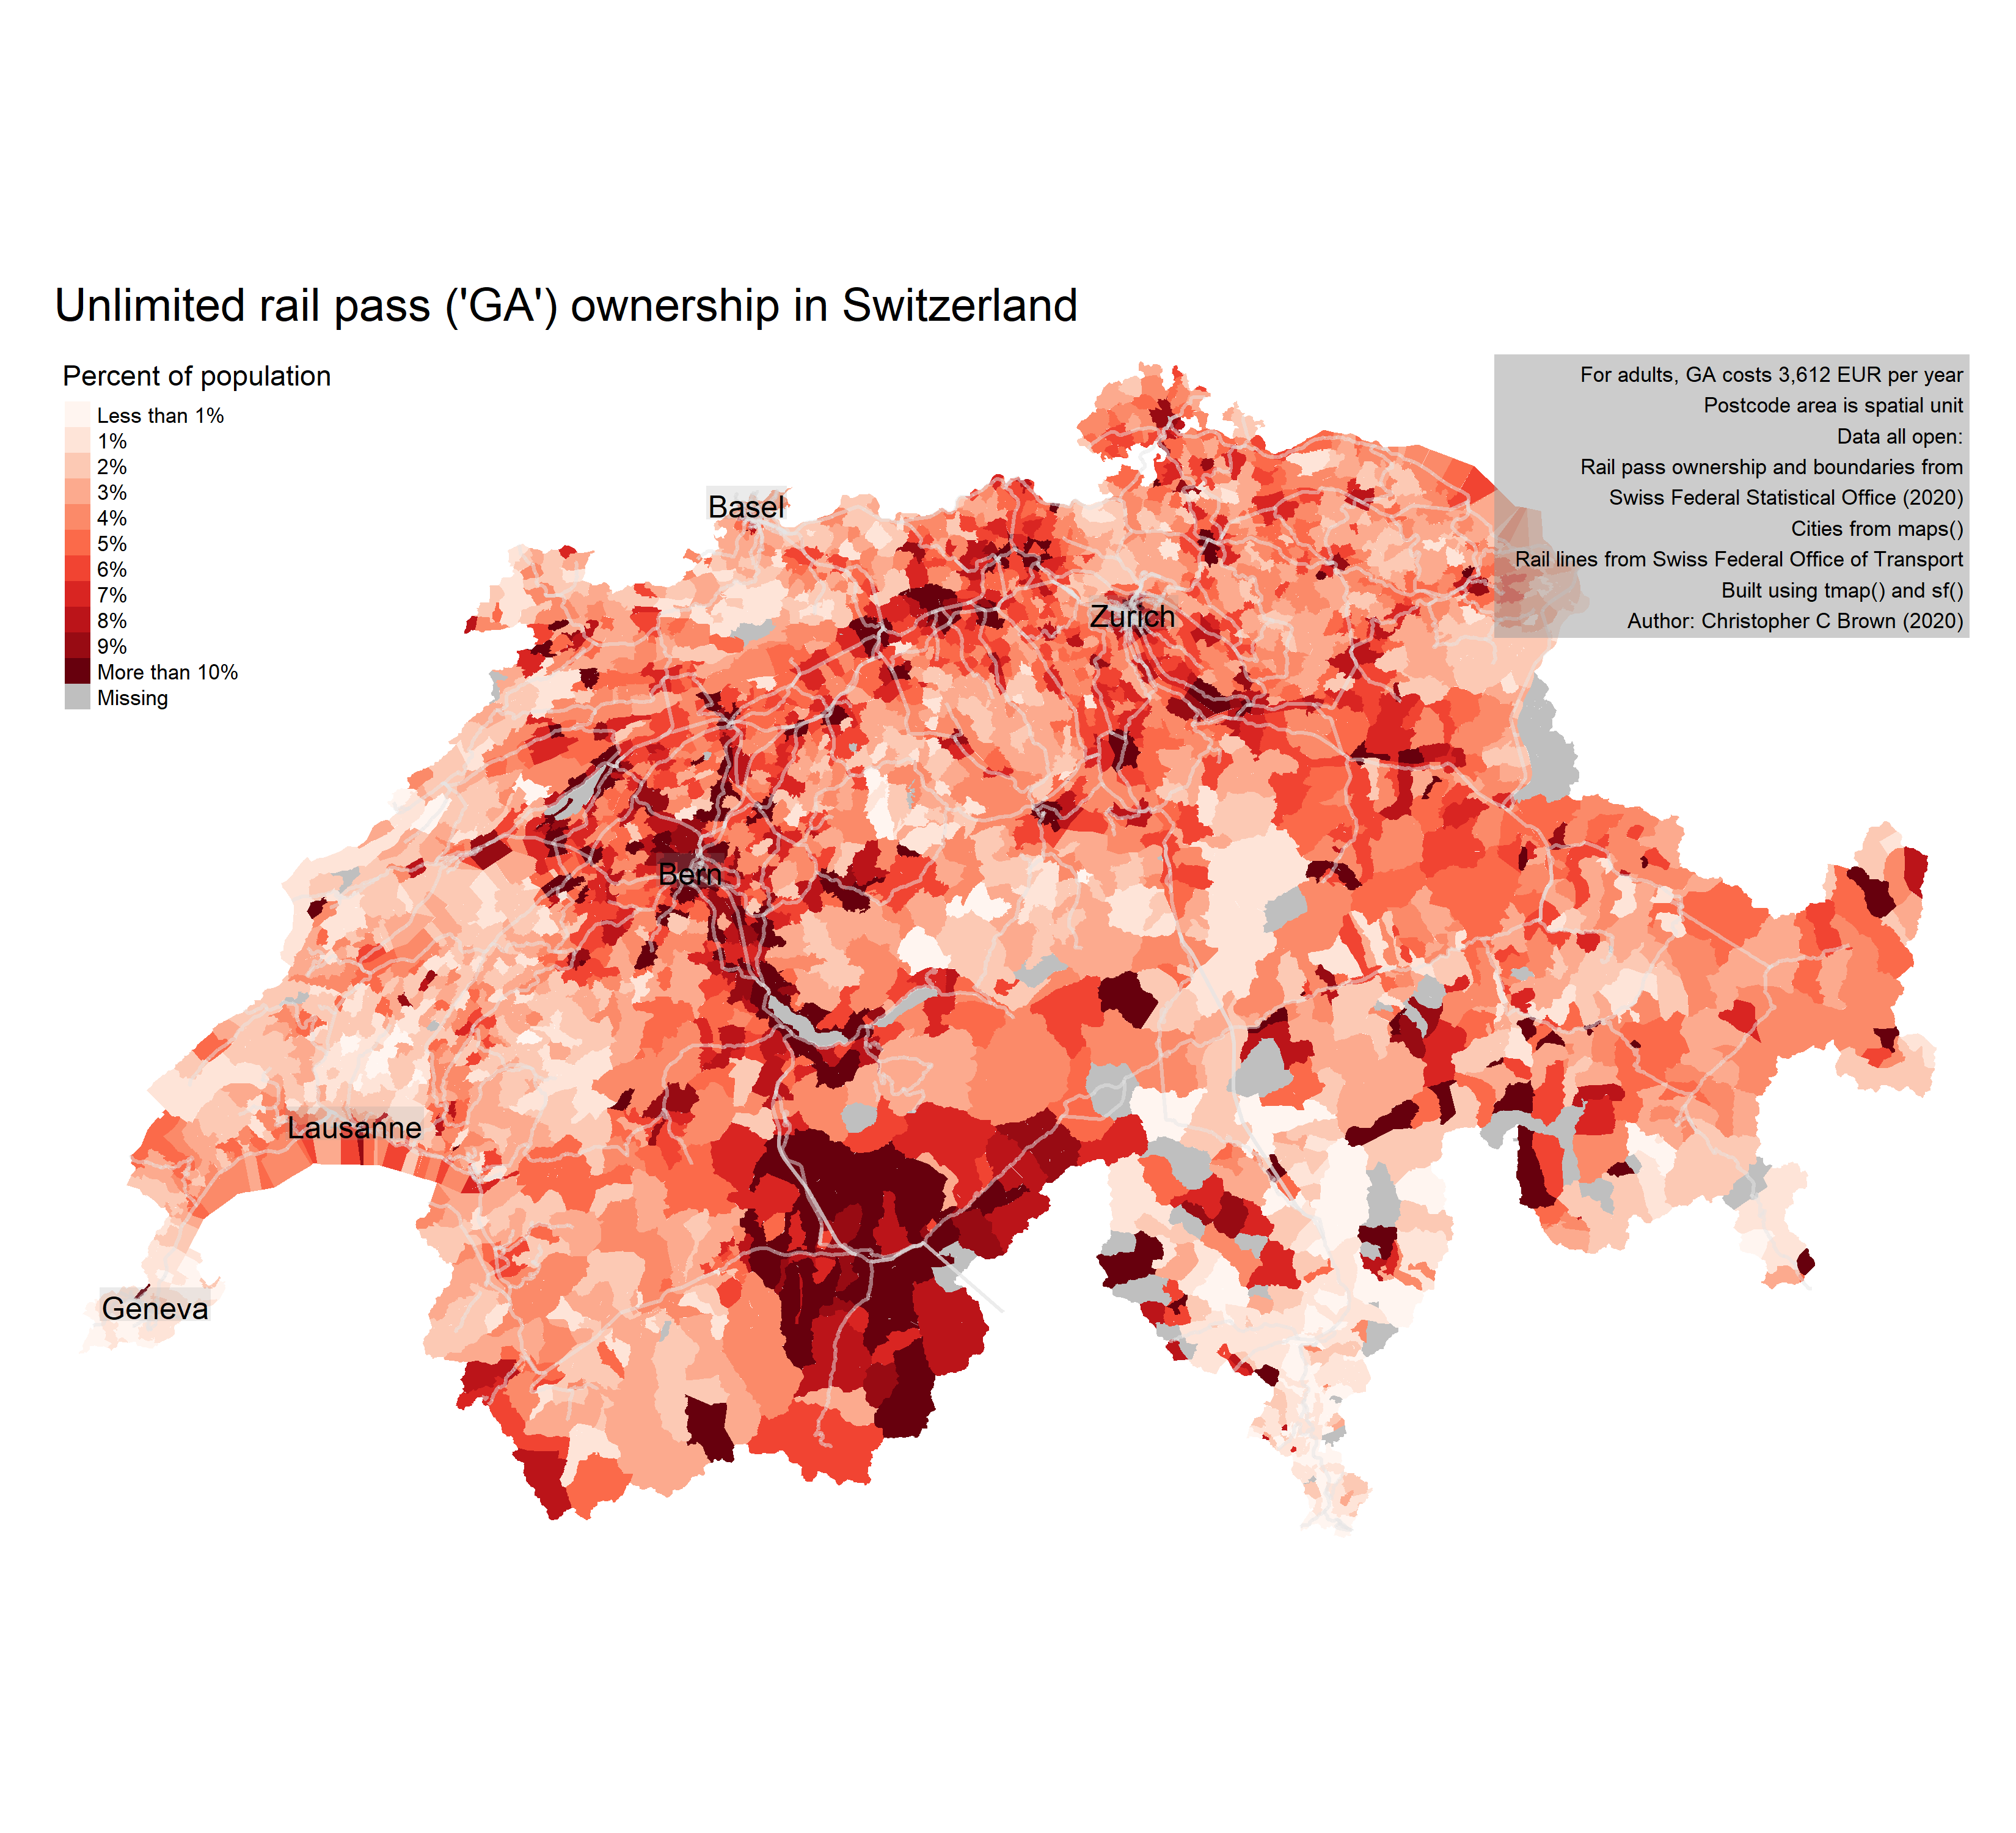 Unlimited rail pass ('GA') ownership in Switzerland
Percent of population
Less than 1%
1%
2%
3%
4%
5%
6%
7%
8%
9%
More than 10%
Missing
For adults, GA costs 3,612 EUR per year
Postcode area is spatial unit
Data all open:
Rail pass ownership and boundaries from
Swiss Federal Statistical Office (2020)
Cities from maps()
Rail lines from Swiss Federal Office of Transport
Built using tmap() and sf()
Author: Christopher C Brown (2020)
Basel
Zurich
Bern
Lausanne
Geneva